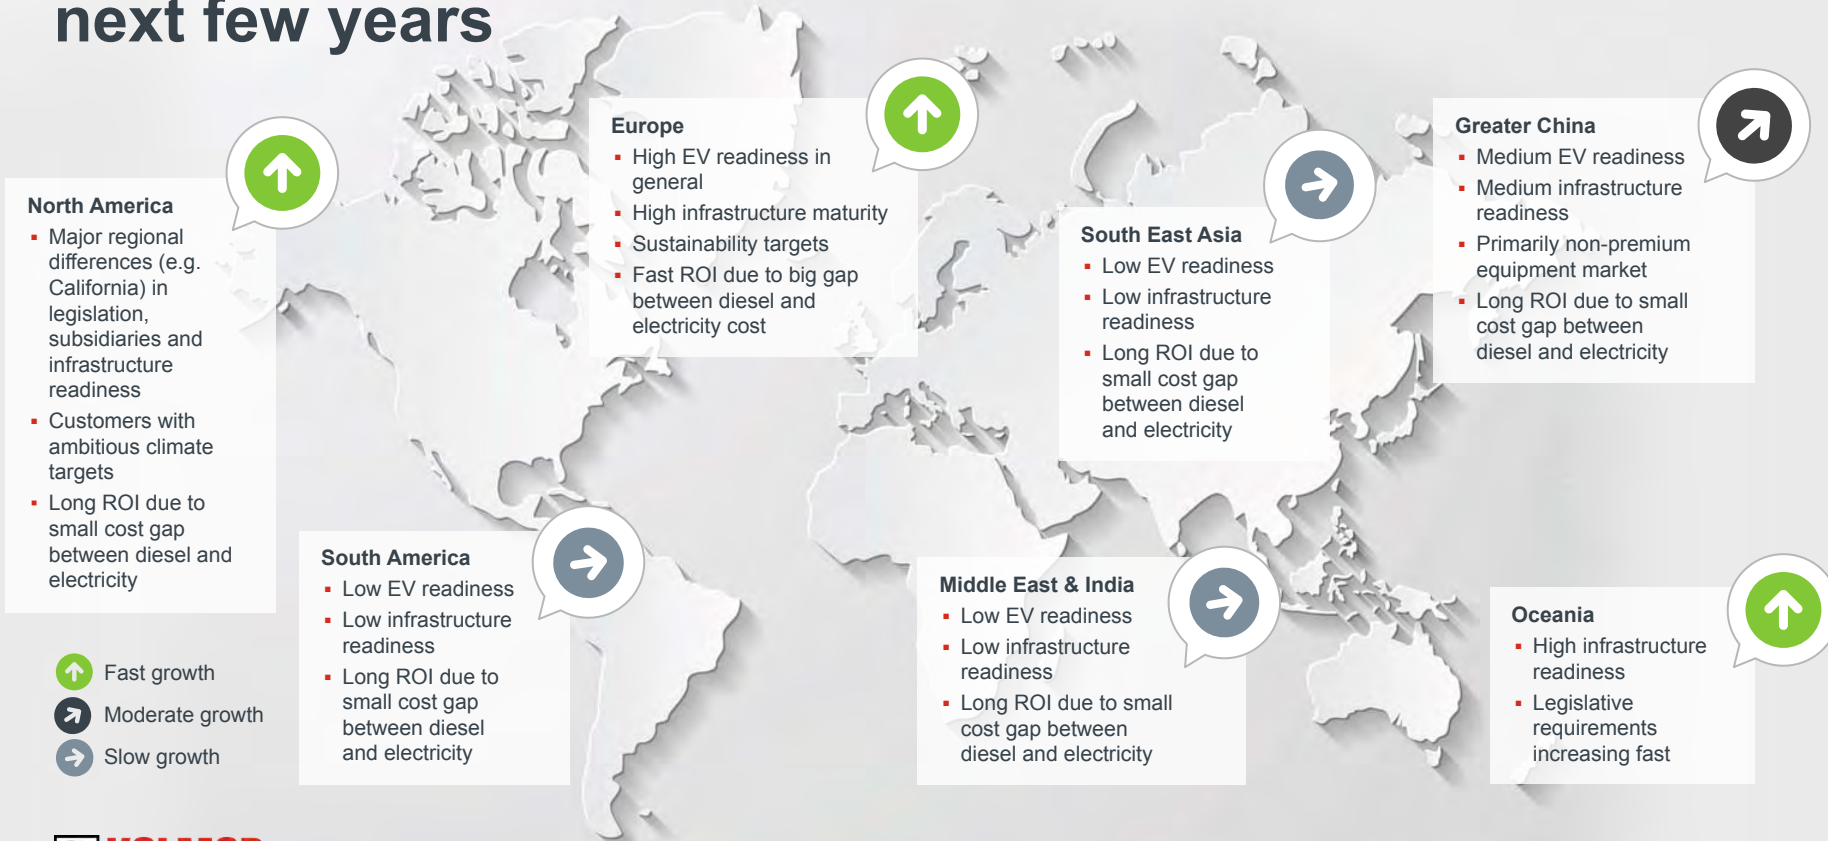 next few years
North America
▪ Major regional
differences (e.g.
California) in
legislation,
subsidiaries and
infrastructure
readiness
▪ Customers with
ambitious climate
targets
▪ Long ROI due to
small cost gap
between diesel and
electricity
Europe
▪ High EV readiness in
general
▪ High infrastructure maturity
▪ Sustainability targets
▪ Fast ROI due to big gap
between diesel and
electricity cost
South East Asia
▪ Low EV readiness
▪ Low infrastructure
readiness
▪ Long ROI due to
small cost gap
between diesel
and electricity
Greater China
▪ Medium EV readiness
▪ Medium infrastructure
readiness
▪ Primarily non-premium
equipment market
▪ Long ROI due to small
cost gap between
diesel and electricity
South America
▪ Low EV readiness
▪ Low infrastructure
readiness
▪ Long ROI due to
small cost gap
between diesel
and electricity
Middle East & India
▪ Low EV readiness
▪ Low infrastructure
readiness
▪ Long ROI due to small
cost gap between
diesel and electricity
Oceania
▪ High infrastructure
readiness
▪ Legislative
requirements
increasing fast
Fast growth
Moderate growth
Slow growth